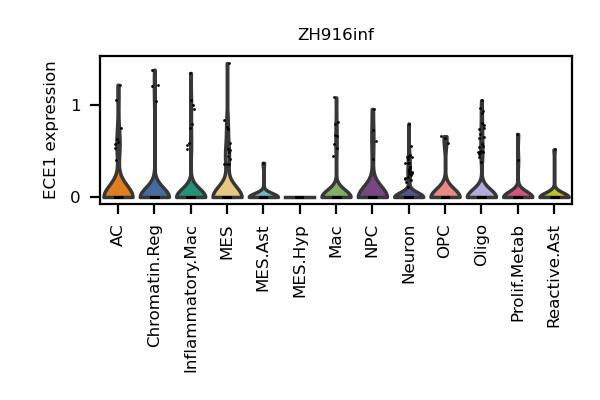 ZH916inf
ECE1 expression
1
0
AC
Chromatin.Reg
Inflammatory.Mac
MES
MES.Ast
MES.Hyp
Mac
NPC
Neuron
OPC
Oligo
Prolif.Metab
Reactive.Ast